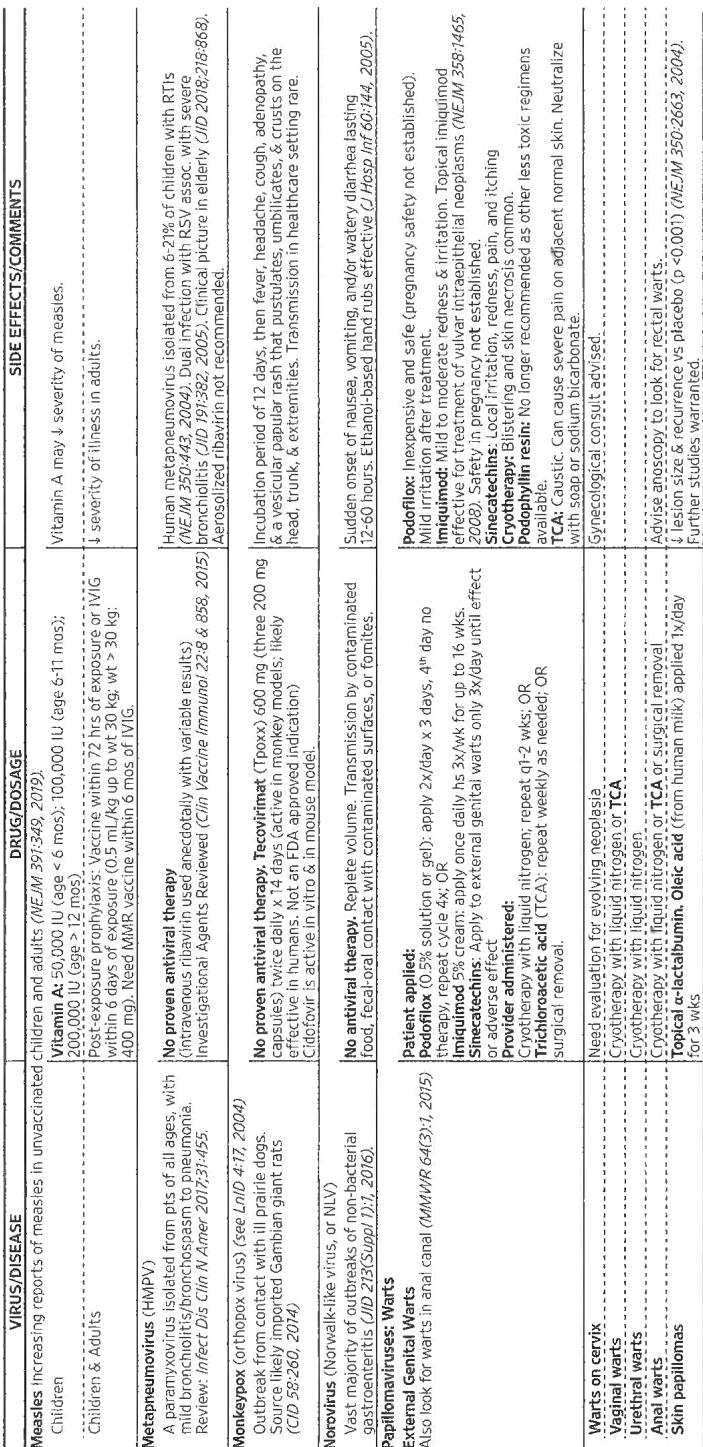 VIRUS/DISEASE
DRUG/DOSAGE
SIDE EFFECTS/COMMENTS
Measles Increasing reports of measles in unvaccinated children and adults (NEJM 391:349, 2019).
Children
Vitamin A: 50,000 IU (age < 6 mos); 100,000 IU (age 6-11 mos);
200,000 IU (age > 12 mos)
Vitamin A may ↓ severity of measles.
Children & Adults
Post-exposure prophylaxis: Vaccine within 72 hrs of exposure or IVIG
within 6 days of exposure (0.5 mL/kg up to wt 30 kg; wt > 30 kg:
400 mg). Need MMR vaccine within 6 mos of IVIG.
↓ severity of illness in adults.
Metapneumovirus (HMPV)
A paramyxovirus isolated from pts of all ages, with
mild bronchiolitis/bronchospasm to pneumonia.
Review: Infect Dis Clin N Amer 2017;31:455.
No proven antiviral therapy
(intravenous ribavirin used anecdotally with variable results)
Investigational Agents Reviewed (Clin Vaccine Immunol 22:8 & 858, 2015)
Human metapneumovirus isolated from 6-21% of children with RTIs
(NEJM 350:443, 2004). Dual infection with RSV assoc. with severe
bronchiolitis (JID 191:382, 2005). Clinical picture in elderly (JID 2018;218:868).
Aerosolized ribavirin not recommended.
Monkeypox (orthopox virus) (see LnID 4:17, 2004)
Outbreak from contact with ill prairie dogs.
Source likely imported Gambian giant rats
(CID 58:260, 2014)
No proven antiviral therapy, Tecovirimat (Tpoxx) 600 mg (three 200 mg
capsules) twice daily x 14 days (active in monkey models; likely
effective in humans. Not an FDA approved indication)
Cidofovir is active in vitro & in mouse model.
Incubation period of 12 days, then fever, headache, cough, adenopathy,
& a vesicular papular rash that pustulates, umbilicates, & crusts on the
head, trunk, & extremities. Transmission in healthcare setting rare.
Norovirus (Norwalk-like virus, or NLV)
Vast majority of outbreaks of non-bacterial
gastroenteritis (JID 213(Suppl 1):1, 2016).
No antiviral therapy. Replete volume. Transmission by contaminated
food, fecal-oral contact with contaminated surfaces, or fomites.
Sudden onset of nausea, vomiting, and/or watery diarrhea lasting
12-60 hours. Ethanol-based hand rubs effective (J Hosp Inf 60:144, 2005).
Papillomaviruses: Warts
External Genital Warts
Also look for warts in anal canal (MMWR 64(3):1, 2015)
Patient applied:
Podofilox (0.5% solution or gel): apply 2x/day x 3 days, 4th day no
therapy, repeat cycle 4x; OR
Imiquimod 5% cream: apply once daily hs 3x/wk for up to 16 wks.
Sinecatechins: Apply to external genital warts only 3x/day until effect
or adverse effect
Provider administered:
Cryotherapy with liquid nitrogen; repeat q1-2 wks; OR
Trichloroacetic acid (TCA): repeat weekly as needed; OR
surgical removal.
Podofilox: Inexpensive and safe (pregnancy safety not established).
Mild irritation after treatment.
Imiquimod: Mild to moderate redness & irritation. Topical imiquimod
effective for treatment of vulvar intraepithelial neoplasms (NEJM 358:1465,
2008). Safety in pregnancy not established.
Sinecatechins: Local irritation, redness, pain, and itching
Cryotherapy: Blistering and skin necrosis common.
Podophyllin resin: No longer recommended as other less toxic regimens
available.
TCA: Caustic. Can cause severe pain on adjacent normal skin. Neutralize
with soap or sodium bicarbonate.
Warts on cervix
Need evaluation for evolving neoplasia
Gynecological consult advised.
Vaginal warts
Cryotherapy with liquid nitrogen or TCA
Urethral warts
Cryotherapy with liquid nitrogen
Anal warts
Cryotherapy with liquid nitrogen or TCA or surgical removal
Advise anoscopy to look for rectal warts.
Skin papillomas
Topical α-lactalbumin. Oleic acid (from human milk) applied 1x/day
for 3 wks
↓ lesion size & recurrence vs placebo (p <0.001) (NEJM 350:2663, 2004).
Further studies warranted.